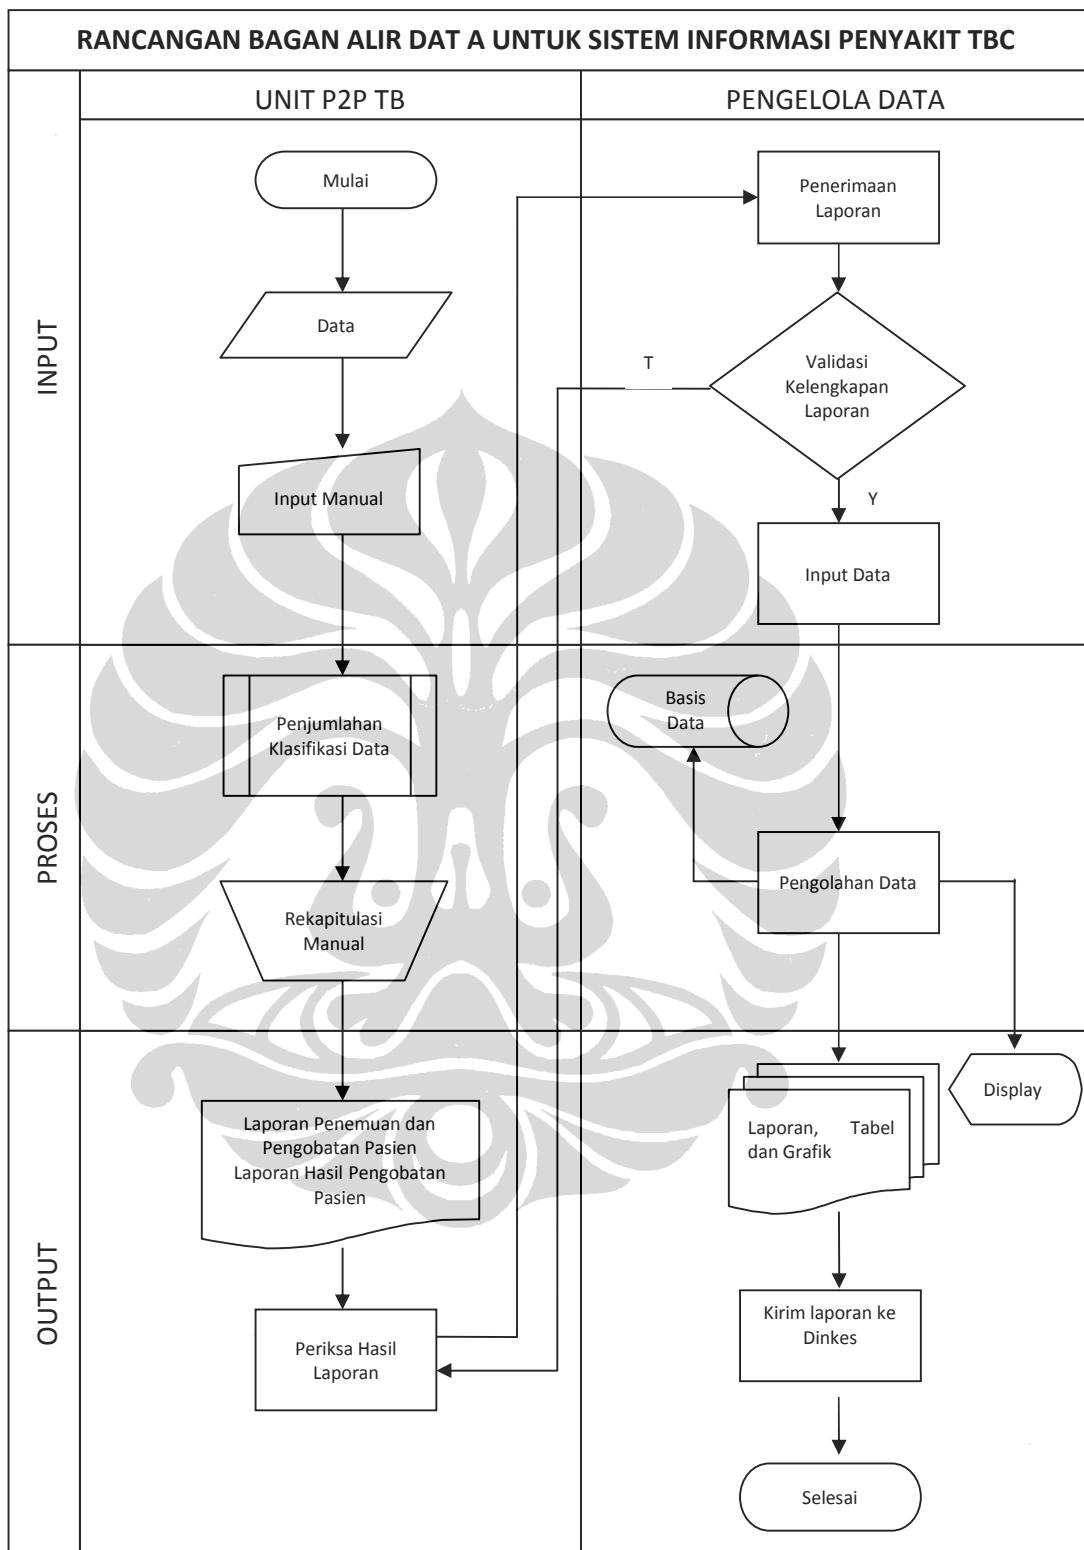 RANCANGAN BAGAN ALIR DAT A UNTUK SISTEM INFORMASI PENYAKIT TBC
UNIT P2P TB
PENGELOLA DATA
INPUT
Mulai
Data
Input Manual
Penerimaan
Laporan
Validasi
Kelengkapan
Laporan
T
Y
Input Data
PROSES
Penjumlahan
Klasifikasi Data
Rekapitulasi
Manual
Basis
Data
Pengolahan Data
OUTPUT
Laporan Penemuan dan
Pengobatan Pasien
Laporan Hasil Pengobatan
Pasien
Periksa Hasil
Laporan
Laporan, Tabel
dan Grafik
Display
Kirim laporan ke
Dinkes
Selesai